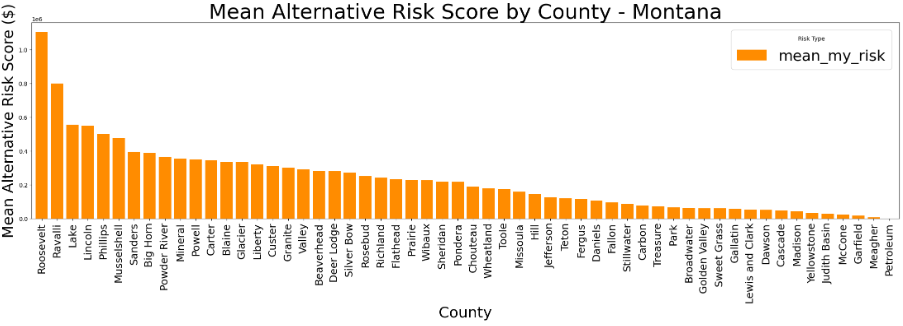 Mean Alternative Risk Score by County - Montana
Mean Alternative Risk Score ($)
1e6
1.0
0.8
0.6
0.4
0.2
0.0
Risk Type
mean_my_risk
Roosevelt
Ravalli
Lake
Lincoln
Phillips
Musselshell
Sanders
Big Horn
Powder River
Mineral
Powell
Carter
Blaine
Glacier
Liberty
Custer
Granite
Valley
Beaverhead
Deer Lodge
Silver Bow
Rosebud
Richland
Flathead
Prairie
Wibaux
Sheridan
Pondera
Chouteau
Wheatland
Toole
Missoula
Hill
Jefferson
Teton
Fergus
Daniels
Fallon
Stillwater
Carbon
Treasure
Park
Broadwater
Golden Valley
Sweet Grass
Gallatin
Lewis and Clark
Dawson
Cascade
Madison
Yellowstone
Judith Basin
McCone
Garfield
Meagher
Petroleum
County